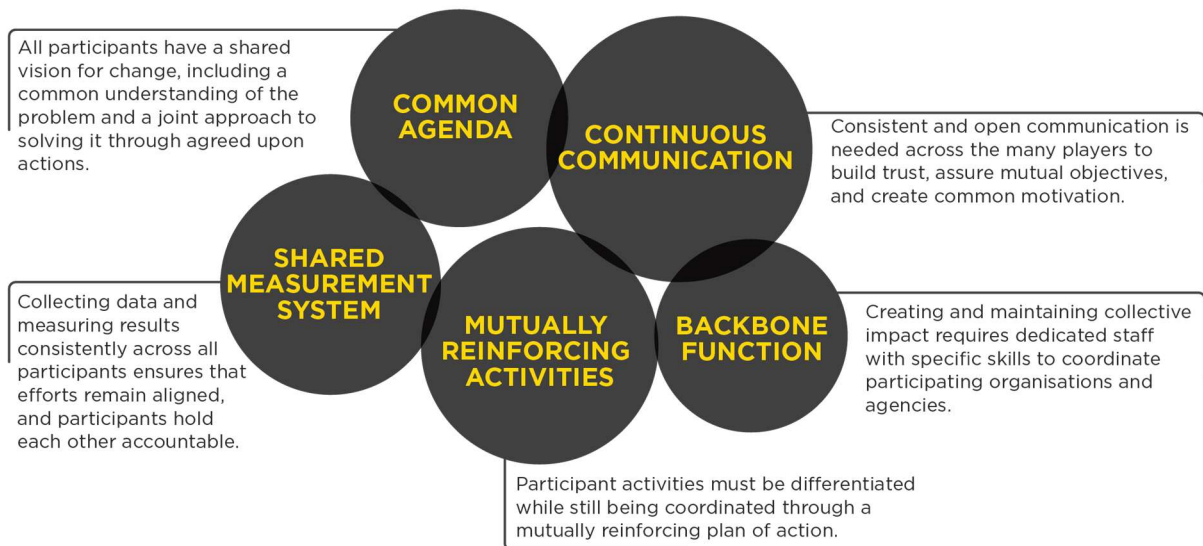 All participants have a shared
vision for change, including a
common understanding of the
problem and a joint approach to
solving it through agreed upon
actions.
COMMON
AGENDA
CONTINUOUS
COMMUNICATION
Consistent and open communication is
needed across the many players to
build trust, assure mutual objectives,
and create common motivation.
SHARED
MEASUREMENT
SYSTEM
Collecting data and
measuring results
consistently across all
participants ensures that
efforts remain aligned,
and participants hold
each other accountable.
MUTUALLY
REINFORCING
ACTIVITIES
BACKBONE
FUNCTION
Creating and maintaining collective
impact requires dedicated staff
with specific skills to coordinate
participating organisations and
agencies.
Participant activities must be differentiated
while still being coordinated through a
mutually reinforcing plan of action.